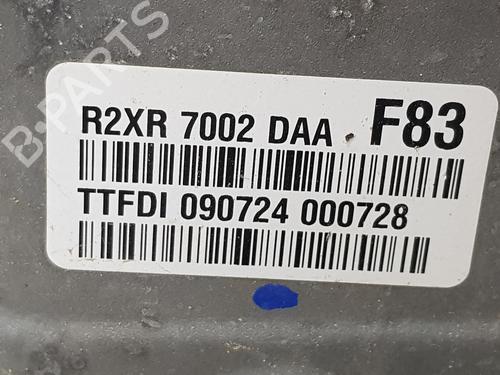 R2XR 7002 DAA F83
TTFDI 090724 000728
B-PARTS